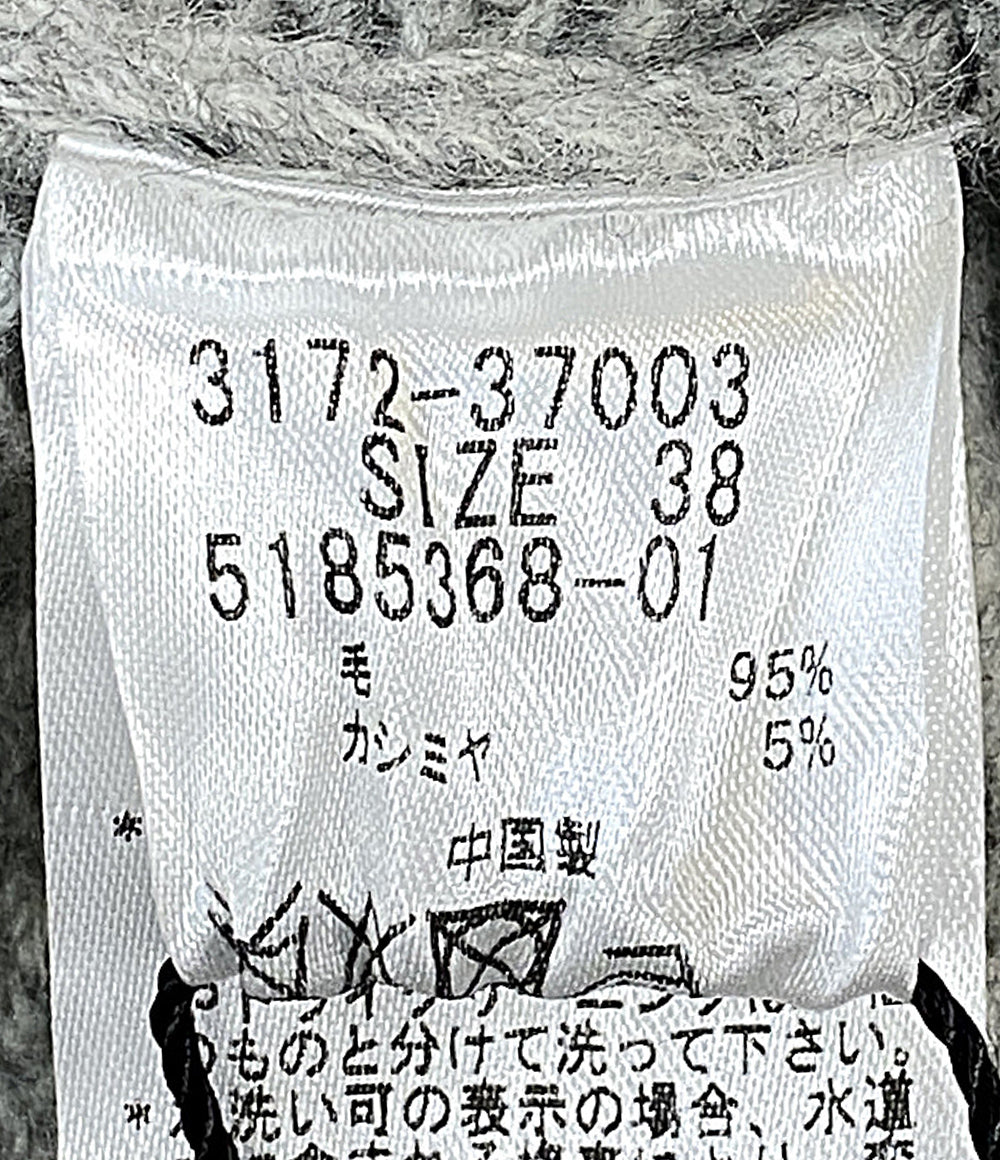 3172-37003
SIZE 38
5185368-01
毛 95%
カシミヤ 5%
中国製
*
ものと分けて洗って下さい。
* 洗い可の表示の場合、水道